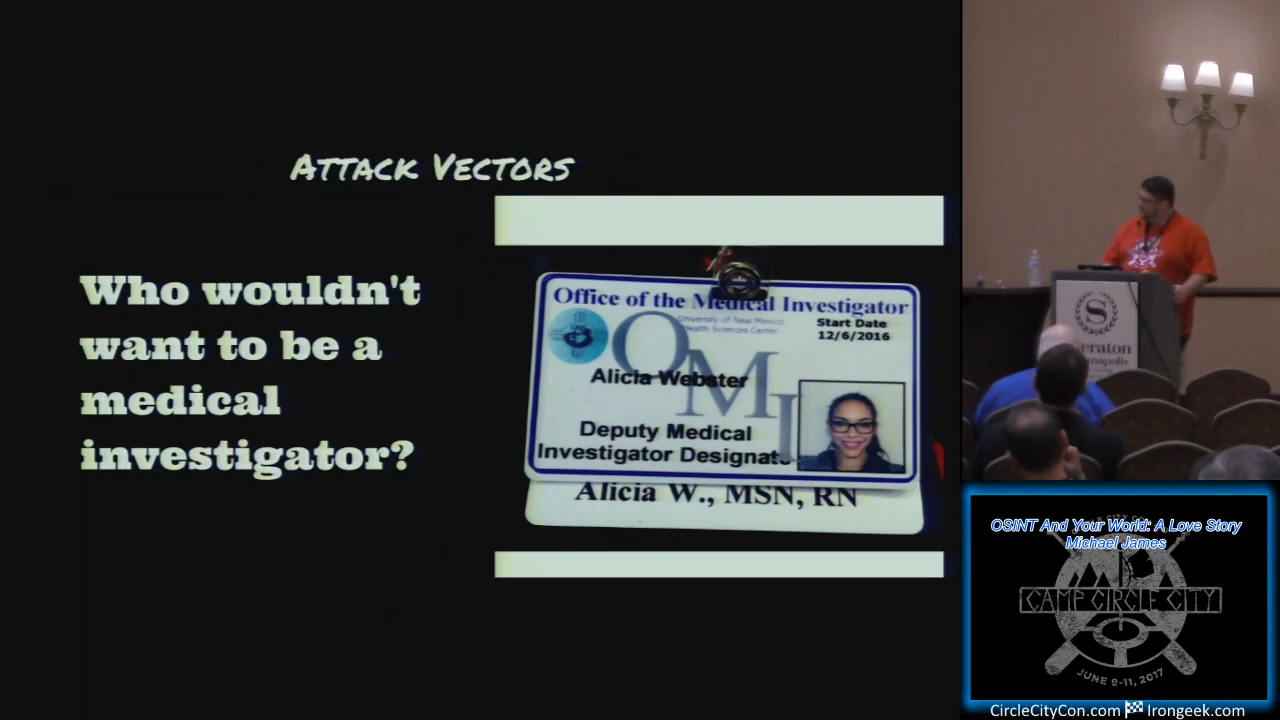 Attack Vectors
Who wouldn't
want to be a
medical
investigator?
Office of the Medical Investigator
University of New Mexico
Health Sciences Center
Start Date
12/6/2016
OMI
Alicia Webster
Deputy Medical
Investigator Designate
Alicia W., MSN, RN
S
OSINT And Your World: A Love Story
Michael James
CAMP CIRCLE CITY
JUNE 9-11, 2017
CircleCityCon.com Irongeek.com